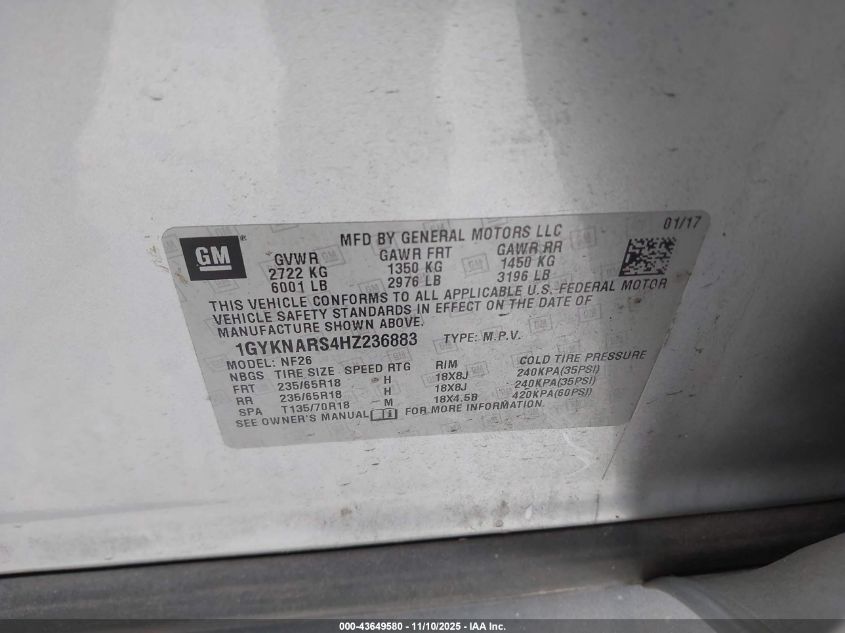 01/17
GM ® MFD BY GENERAL MOTORS LLC
GVWR GAWR FRT GAWR RR
2722 KG 1350 KG 1450 KG
6001 LB 2976 LB 3196 LB
THIS VEHICLE CONFORMS TO ALL APPLICABLE U.S. FEDERAL MOTOR
VEHICLE SAFETY STANDARDS IN EFFECT ON THE DATE OF
MANUFACTURE SHOWN ABOVE.
1GYKNARS4HZ236883 TYPE: M.P.V.
MODEL: NF26
NBGS TIRE SIZE SPEED RTG RIM COLD TIRE PRESSURE
FRT 235/65R18 H 18X8J 240KPA(35PSI)
RR 235/65R18 H 18X8J 240KPA(35PSI)
SPA T135/70R18 M 18X4.5B 420KPA(60PSI)
SEE OWNER'S MANUAL FOR MORE INFORMATION.
000-43649580 - 11/10/2025 - IAA Inc.